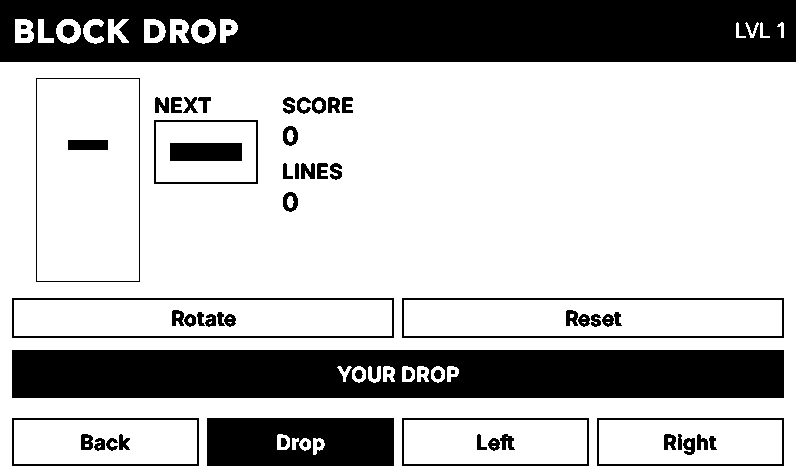 BLOCK DROP
LVL 1
NEXT
SCORE
0
LINES
0
Rotate
Reset
YOUR DROP
Back
Drop
Left
Right